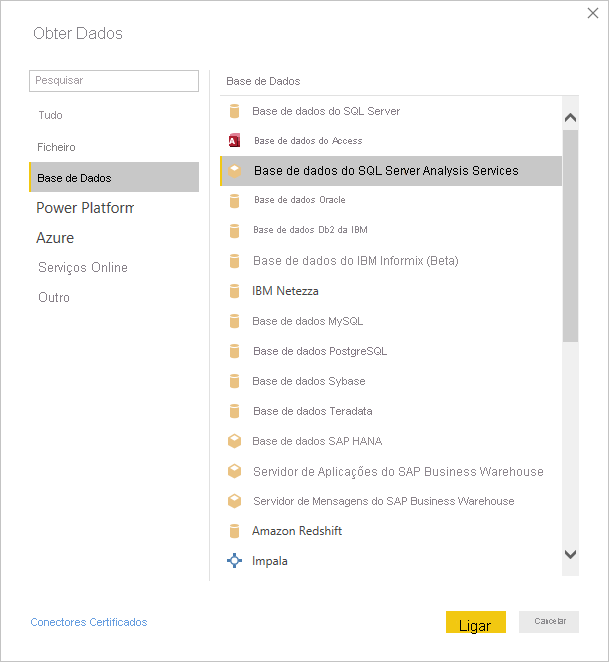 Obter Dados
Pesquisar
Tudo
Ficheiro
Base de Dados
Power Platform
Azure
Serviços Online
Outro
Base de Dados
Base de dados do SQL Server
Base de dados do Access
Base de dados do SQL Server Analysis Services
Base de dados Oracle
Base de dados Db2 da IBM
Base de dados do IBM Informix (Beta)
IBM Netezza
Base de dados MySQL
Base de dados PostgreSQL
Base de dados Sybase
Base de dados Teradata
Base de dados SAP HANA
Servidor de Aplicações do SAP Business Warehouse
Servidor de Mensagens do SAP Business Warehouse
Amazon Redshift
Impala
Conectores Certificados
Ligar
Cancelar